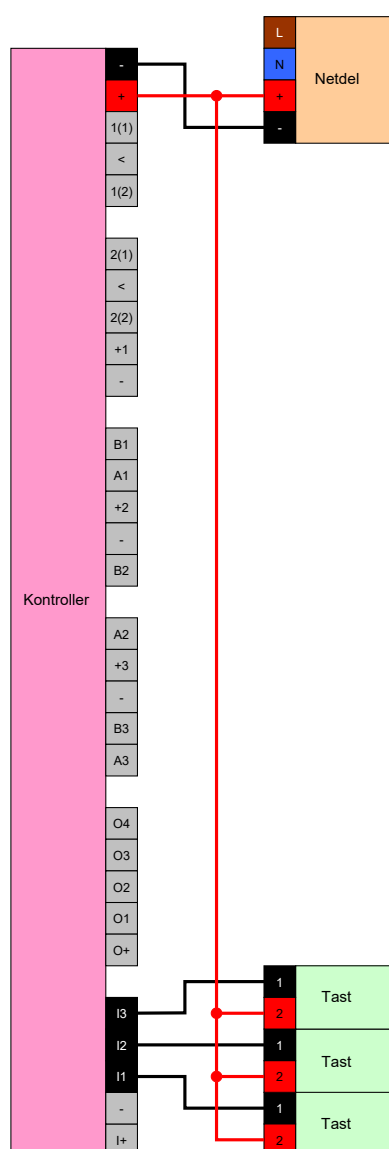 L
N
+
-
Netdel
-
+
1(1)
<
1(2)
2(1)
<
2(2)
+1
-
B1
A1
+2
-
B2
Kontroller
A2
+3
-
B3
A3
O4
O3
O2
O1
O+
I3
I2
I1
-
I+
1
2
Tast
1
2
Tast
1
2
Tast